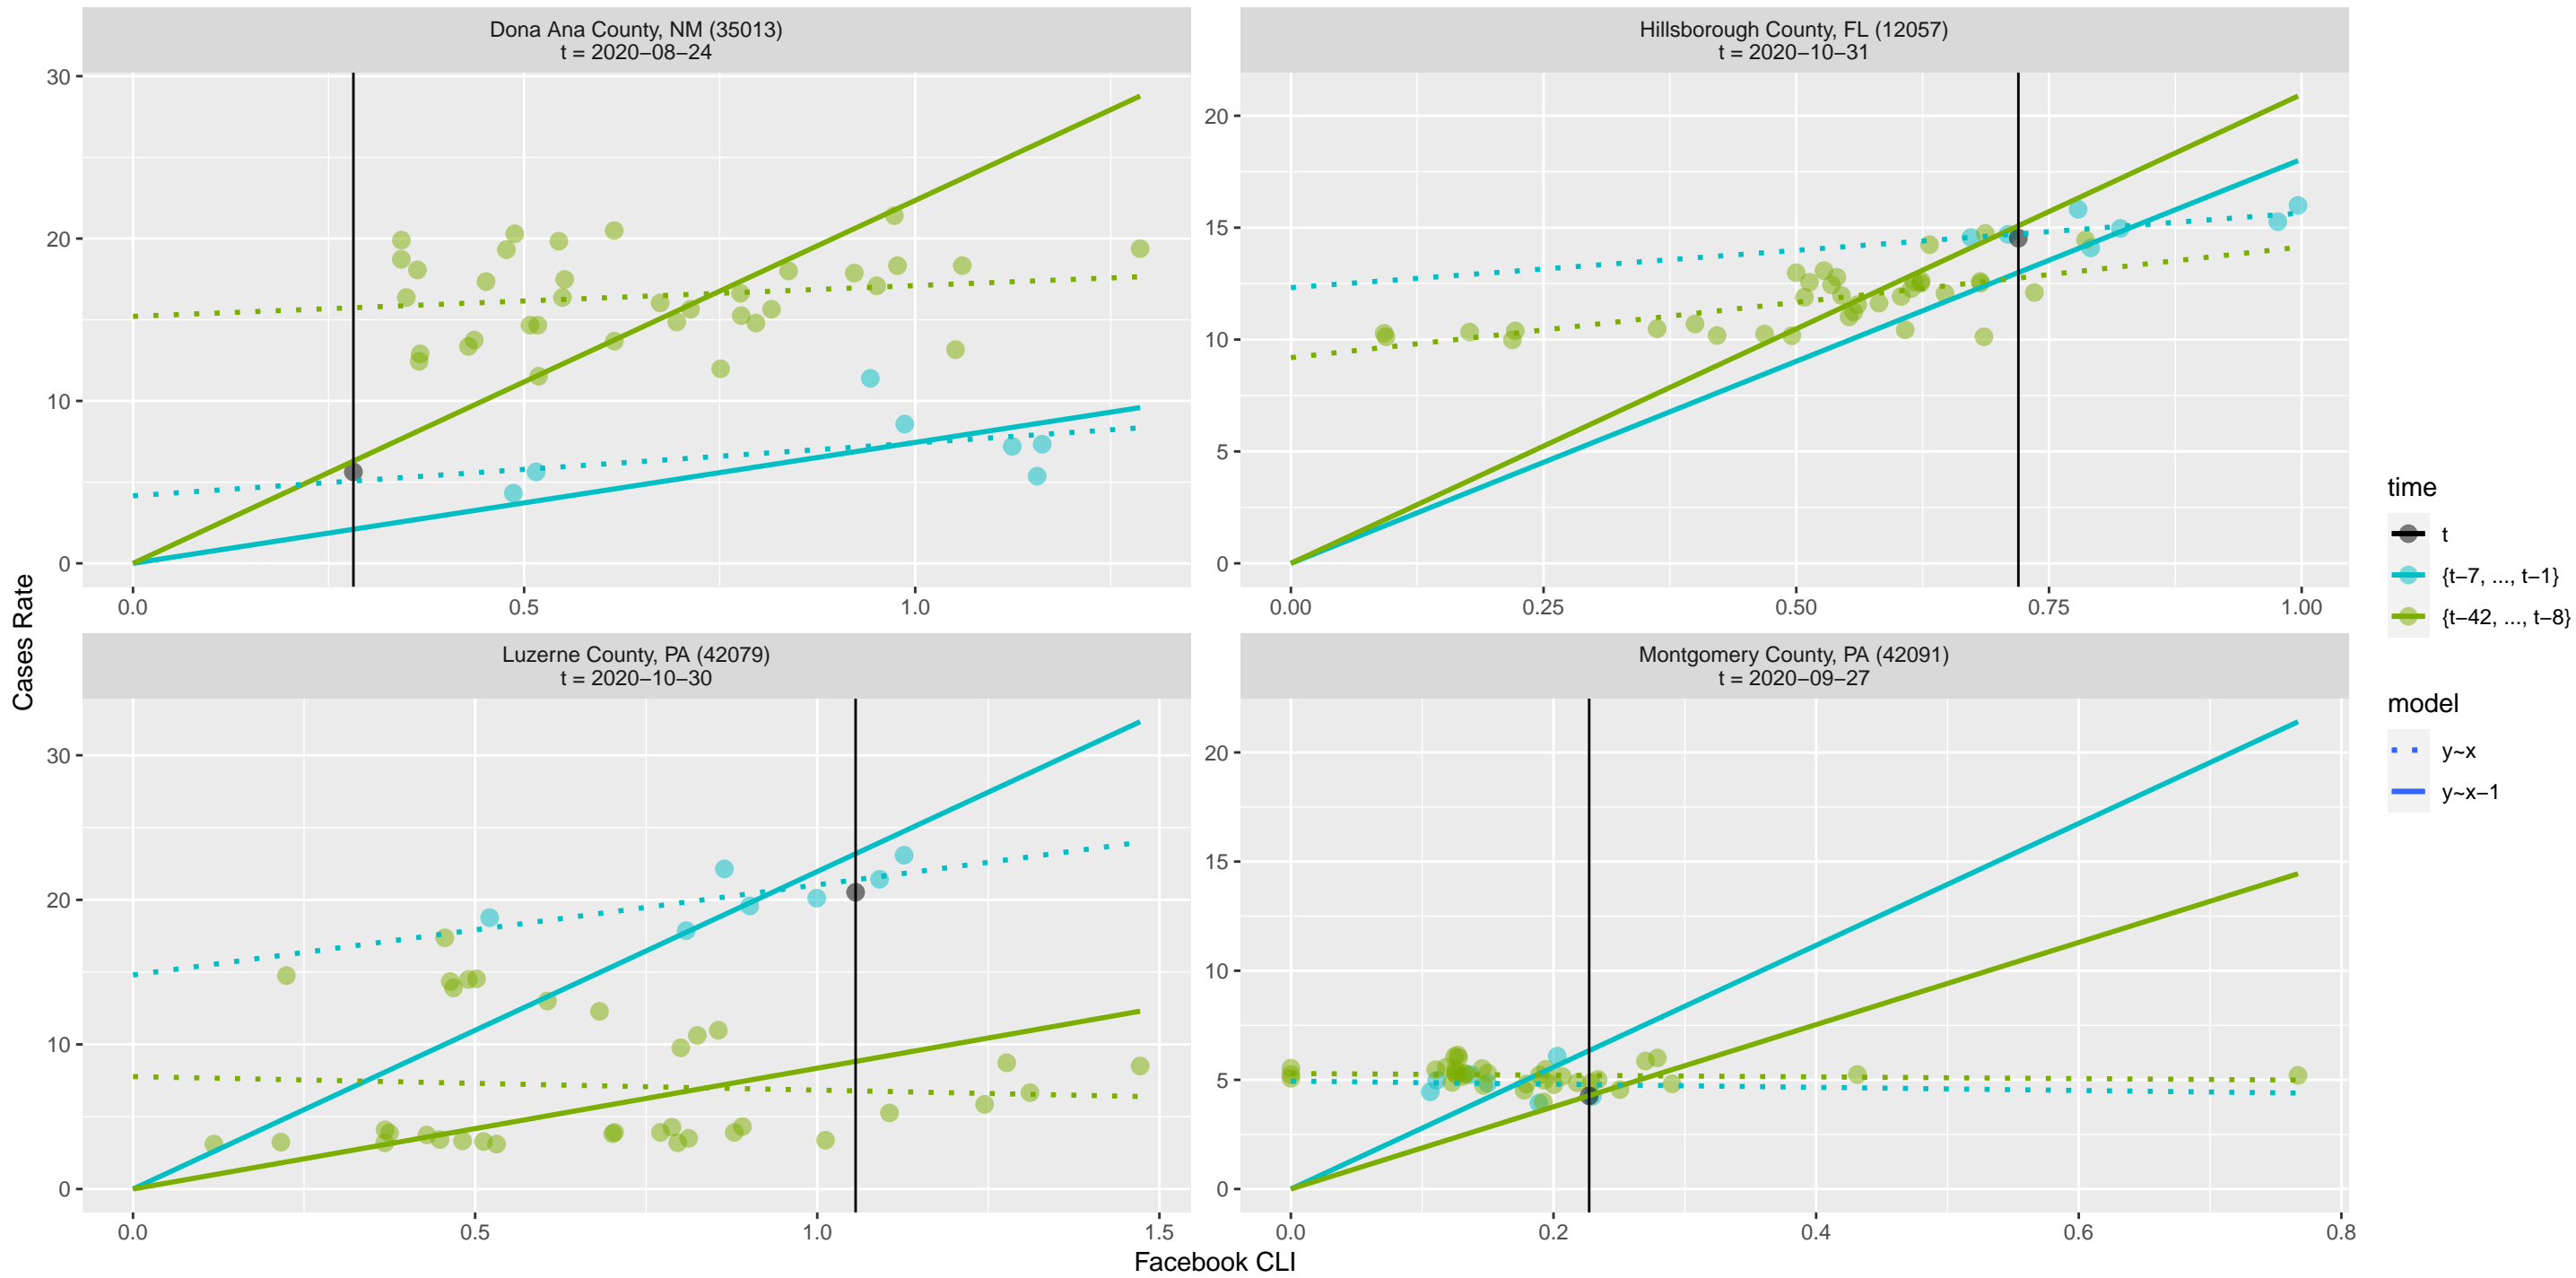 Dona Ana County, NM (35013)
t = 2020−08−24
Hillsborough County, FL (12057)
t = 2020−10−31
30
20
10
0
0.0 0.5 1.0
20
15
10
5
0
0.00 0.25 0.50 0.75 1.00
Luzerne County, PA (42079)
t = 2020−10−30
Montgomery County, PA (42091)
t = 2020−09−27
30
20
10
0
0.0 0.5 1.0 1.5
20
15
10
5
0
0.0 0.2 0.4 0.6 0.8
Cases Rate
Facebook CLI
time
t
{t−7, ..., t−1}
{t−42, ..., t−8}
model
y~x
y~x−1